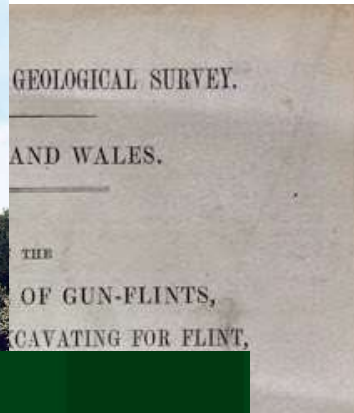 GEOLOGICAL SURVEY.
AND WALES.
THE
OF GUN-FLINTS,
CAVATING FOR FLINT,